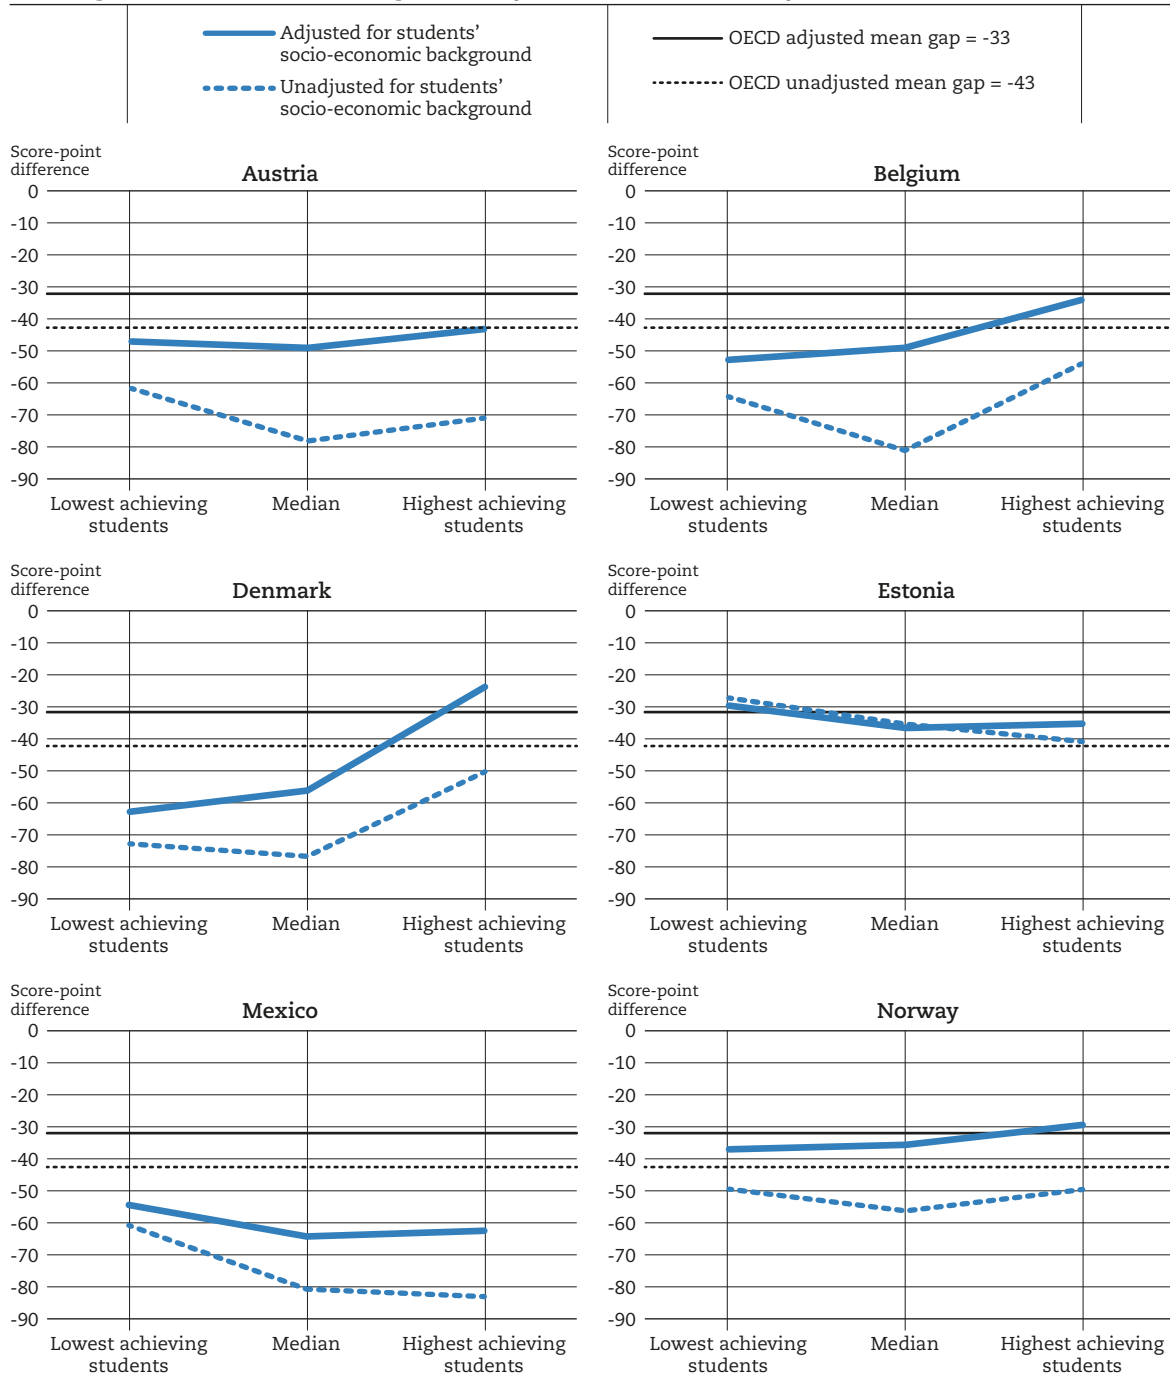 Adjusted for students'
socio-economic background
Unadjusted for students'
socio-economic background
OECD adjusted mean gap = -33
OECD unadjusted mean gap = -43
Score-point
difference
Austria
0
-10
-20
-30
-40
-50
-60
-70
-80
-90
Lowest achieving
students
Median
Highest achieving
students
Score-point
difference
Belgium
0
-10
-20
-30
-40
-50
-60
-70
-80
-90
Lowest achieving
students
Median
Highest achieving
students
Score-point
difference
Denmark
0
-10
-20
-30
-40
-50
-60
-70
-80
-90
Lowest achieving
students
Median
Highest achieving
students
Score-point
difference
Estonia
0
-10
-20
-30
-40
-50
-60
-70
-80
-90
Lowest achieving
students
Median
Highest achieving
students
Score-point
difference
Mexico
0
-10
-20
-30
-40
-50
-60
-70
-80
-90
Lowest achieving
students
Median
Highest achieving
students
Score-point
difference
Norway
0
-10
-20
-30
-40
-50
-60
-70
-80
-90
Lowest achieving
students
Median
Highest achieving
students